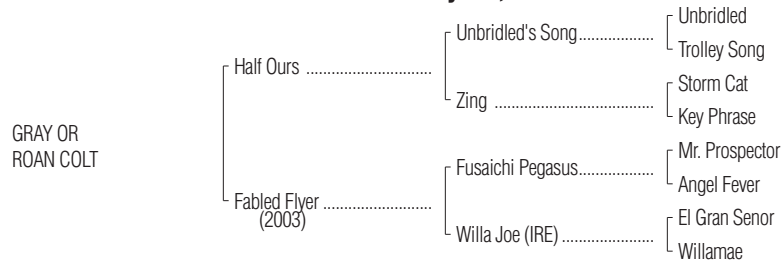 Unbridled
Unbridled's Song..................
Trolley Song
Half Ours ..............................
Storm Cat
Zing ......................................
Key Phrase
GRAY OR
ROAN COLT
Mr. Prospector
Fusaichi Pegasus..................
Angel Fever
Fabled Flyer ..........................
(2003)
El Gran Senor
Willa Joe (IRE) ......................
Willamae